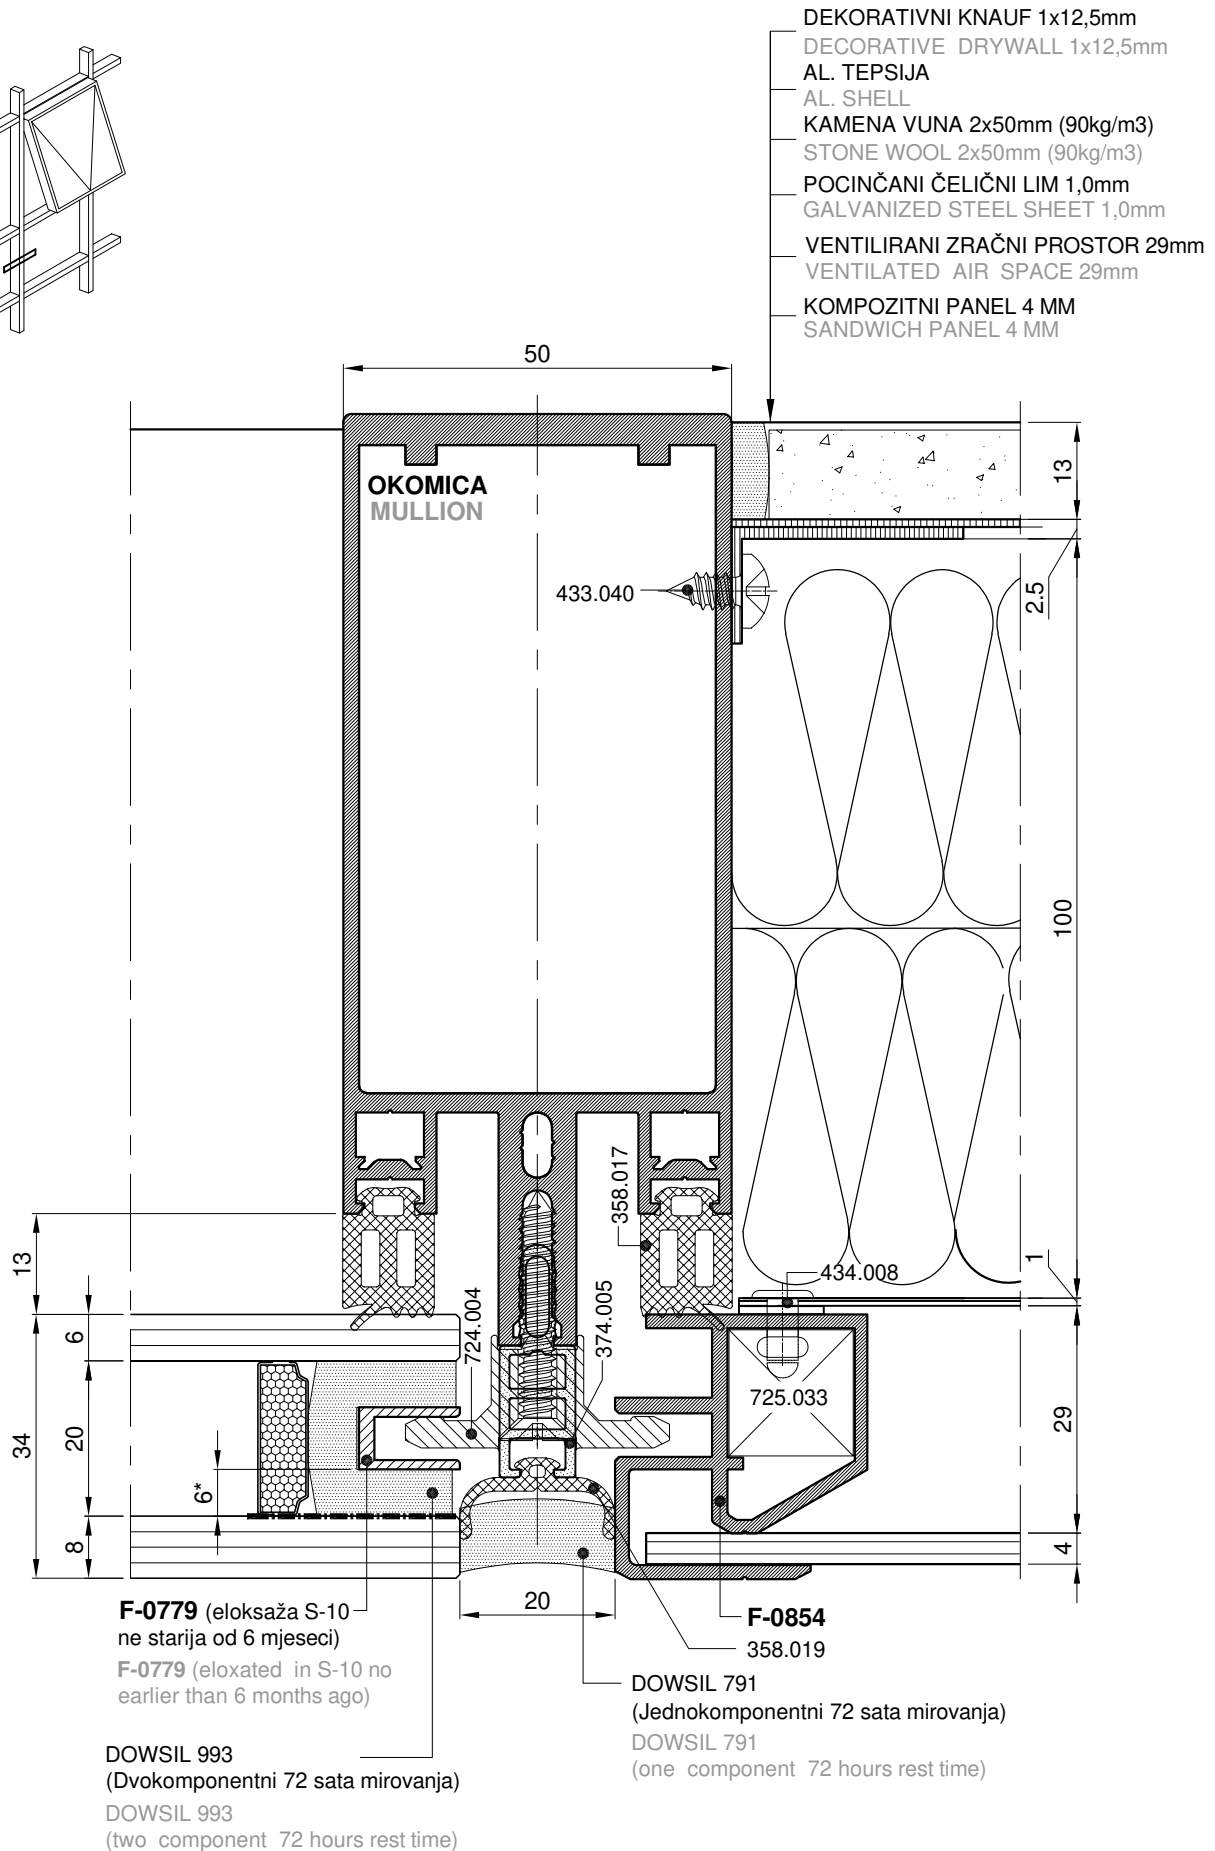 DEKORATIVNI KNAUF 1x12,5mm
DECORATIVE DRYWALL 1x12,5mm
AL. TEPSIJA
AL. SHELL
KAMENA VUNA 2x50mm (90kg/m3)
STONE WOOL 2x50mm (90kg/m3)
POCINČANI ČELIČNI LIM 1,0mm
GALVANIZED STEEL SHEET 1,0mm
VENTILIRANI ZRAČNI PROSTOR 29mm
VENTILATED AIR SPACE 29mm
KOMPOZITNI PANEL 4 MM
SANDWICH PANEL 4 MM
50
OKOMICA
MULLION
13
433.040
2.5
100
358.017
13
1
434.008
6
724.004
374.005
725.033
34
20
29
6*
8
4
20
F-0779 (eloksaža S-10
ne starija od 6 mjeseci)
F-0779 (eloxated in S-10 no
earlier than 6 months ago)
F-0854
358.019
DOWSIL 791
(Jednokomponentni 72 sata mirovanja)
DOWSIL 791
(one component 72 hours rest time)
DOWSIL 993
(Dvokomponentni 72 sata mirovanja)
DOWSIL 993
(two component 72 hours rest time)